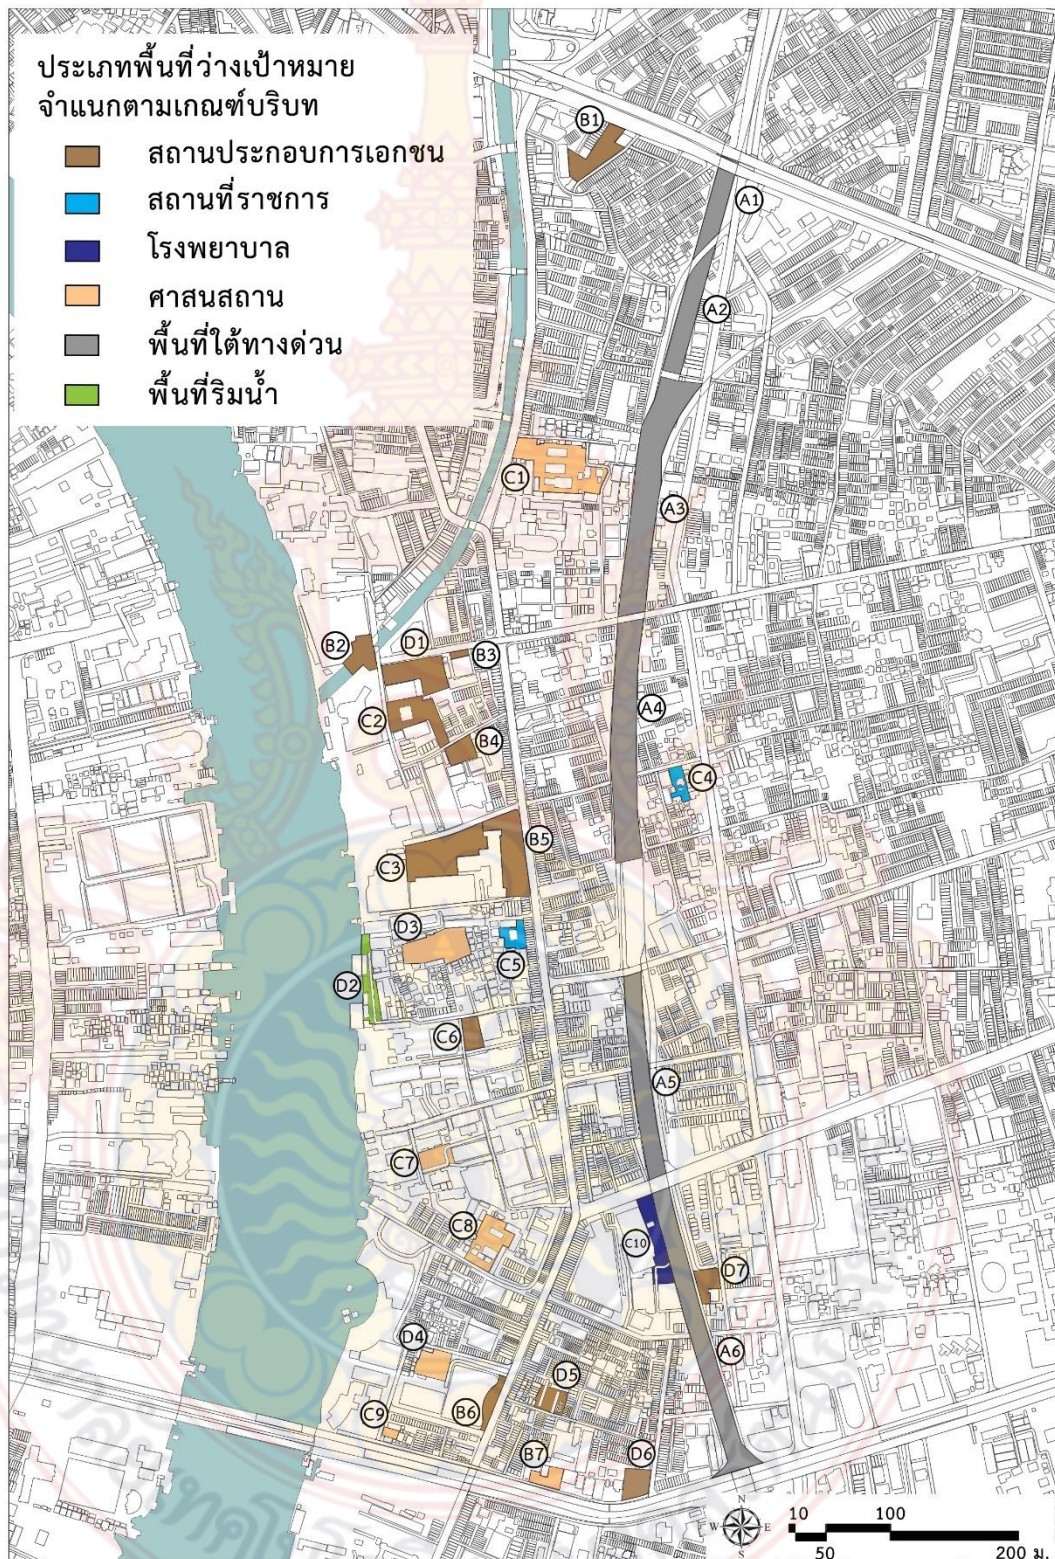 ประเภทพื้นที่ว่างเป้าหมาย
จำแนกตามเกณฑ์บริบท
สถานประกอบการเอกชน
สถานที่ราชการ
โรงพยาบาล
ศาสนสถาน
พื้นที่ใต้ทางด่วน
พื้นที่ริมน้ำ
B1
A1
A2
C1
A3
B2
D1
B3
C2
A4
B4
C4
B5
C3
D3
C5
D2
C6
A5
C7
C8
C10
D7
D4
A6
D5
C9
B6
B7
D6
N
W
E
S
10
100
50
200 ม.